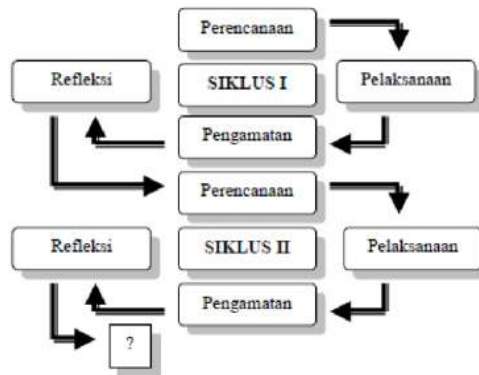 Perencanaan
Refleksi
SIKLUS I
Pelaksanaan
Pengamatan
Perencanaan
Refleksi
SIKLUS II
Pelaksanaan
Pengamatan
?